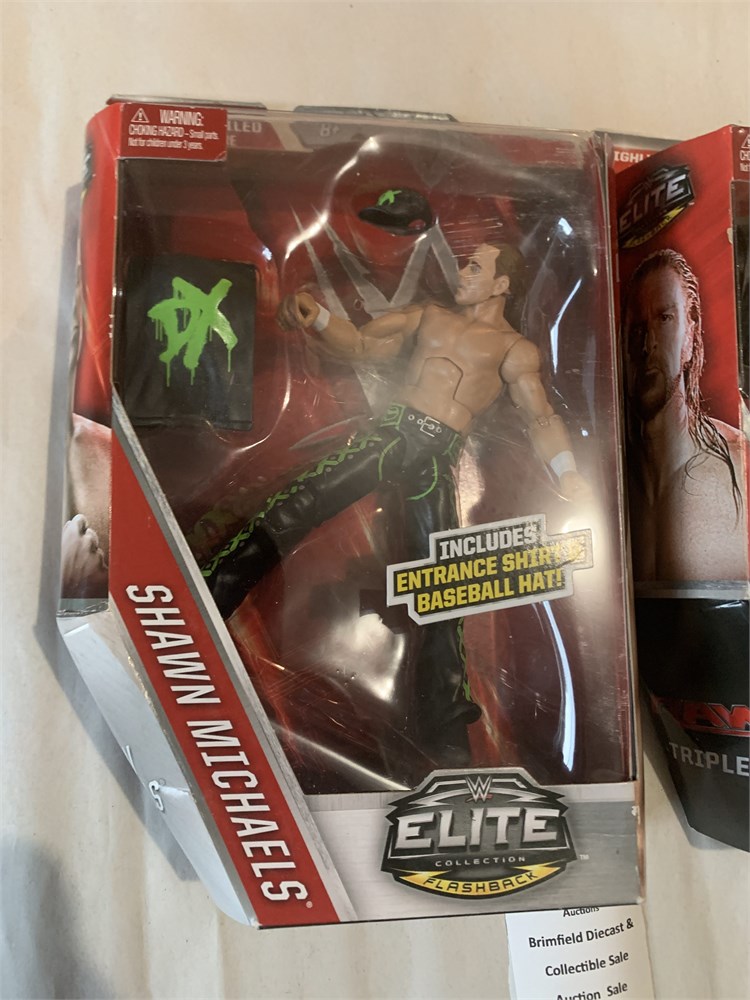 WARNING:
CHOKING HAZARD – Small parts.
Not for children under 3 years.
8+
DX
INCLUDES
ENTRANCE SHIRT &
BASEBALL HAT!
SHAWN MICHAELS®
W
ELITE
COLLECTION
™
FLASHBACK
ELITE
TRIPLE
Auctions
Brimfield Diecast &
Collectible Sale
Auction Sale